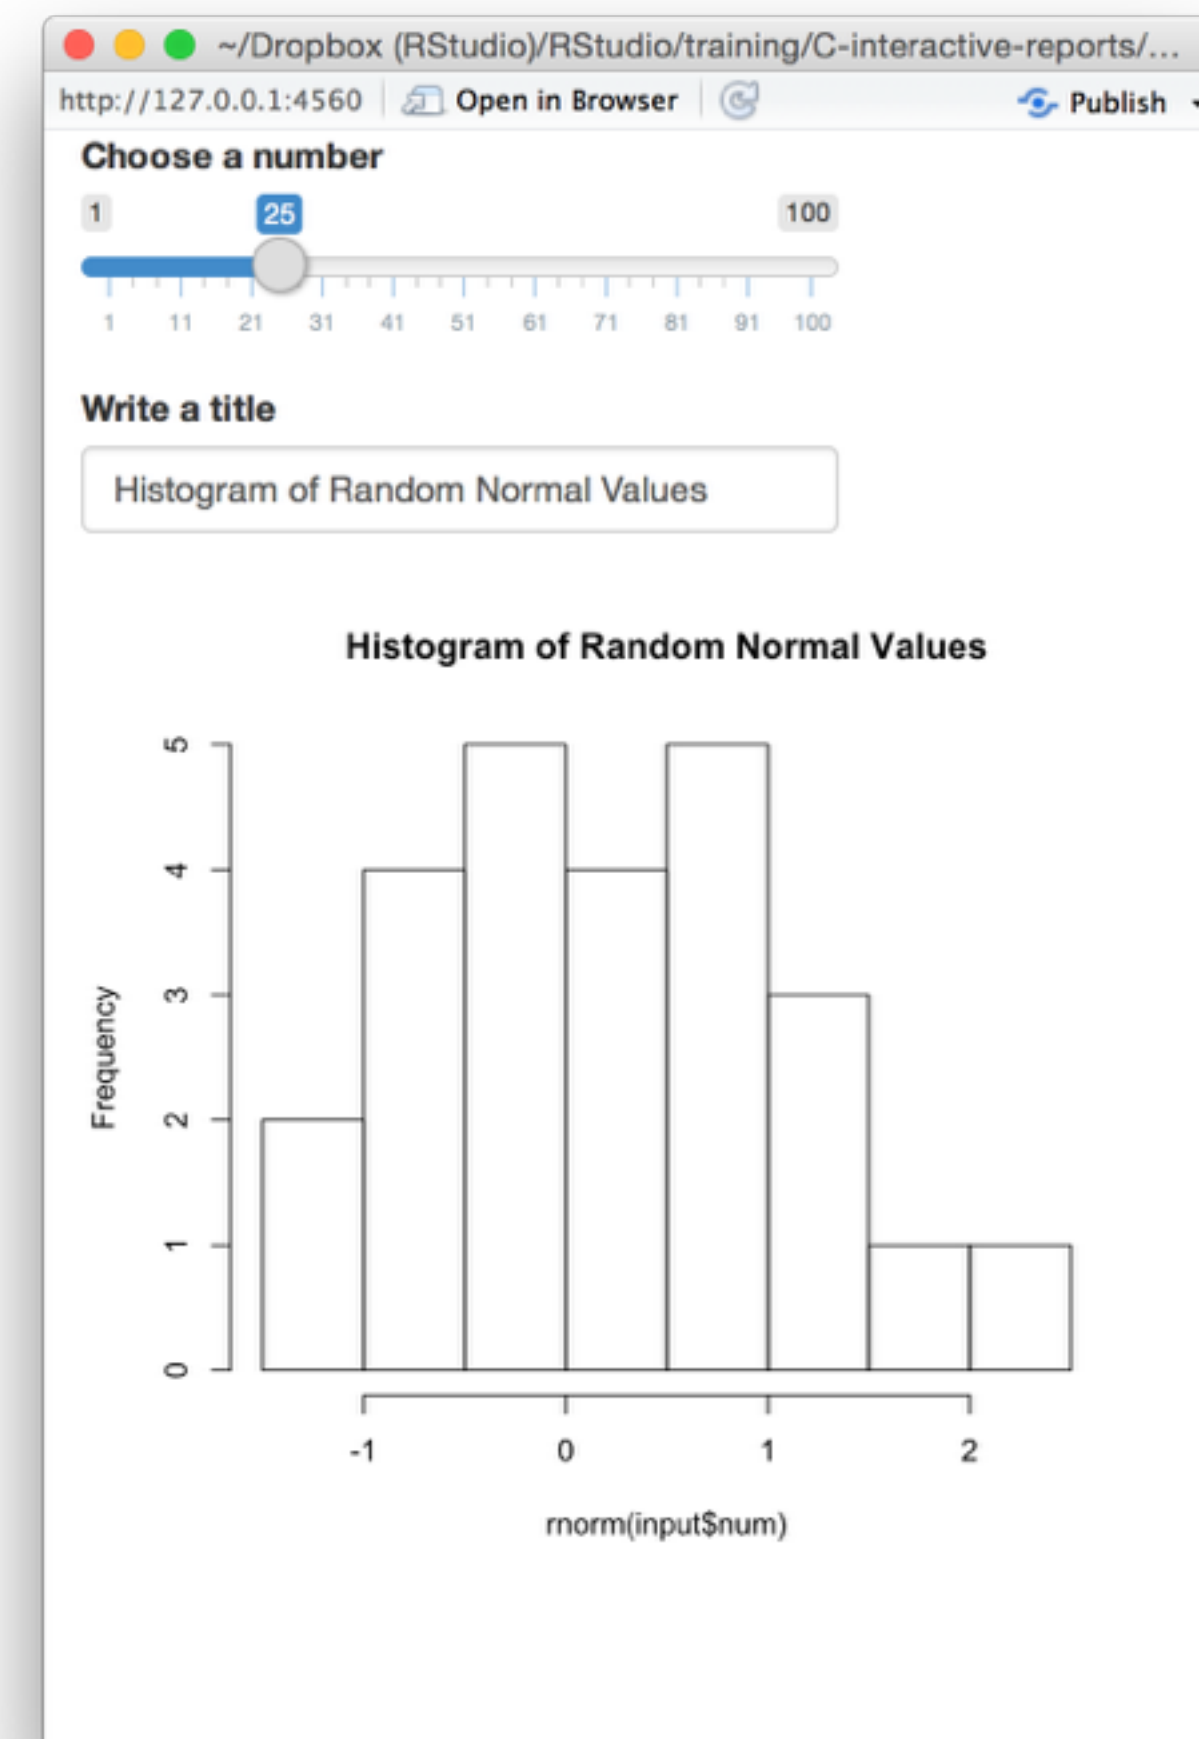 ~/Dropbox (RStudio)/RStudio/training/C-interactive-reports/...
http://127.0.0.1:4560 Open in Browser Publish
Choose a number
1 25 100
1 11 21 31 41 51 61 71 81 91 100
Write a title
Histogram of Random Normal Values
Histogram of Random Normal Values
5
4
3
2
1
0
Frequency
-1 0 1 2
rnorm(input$num)